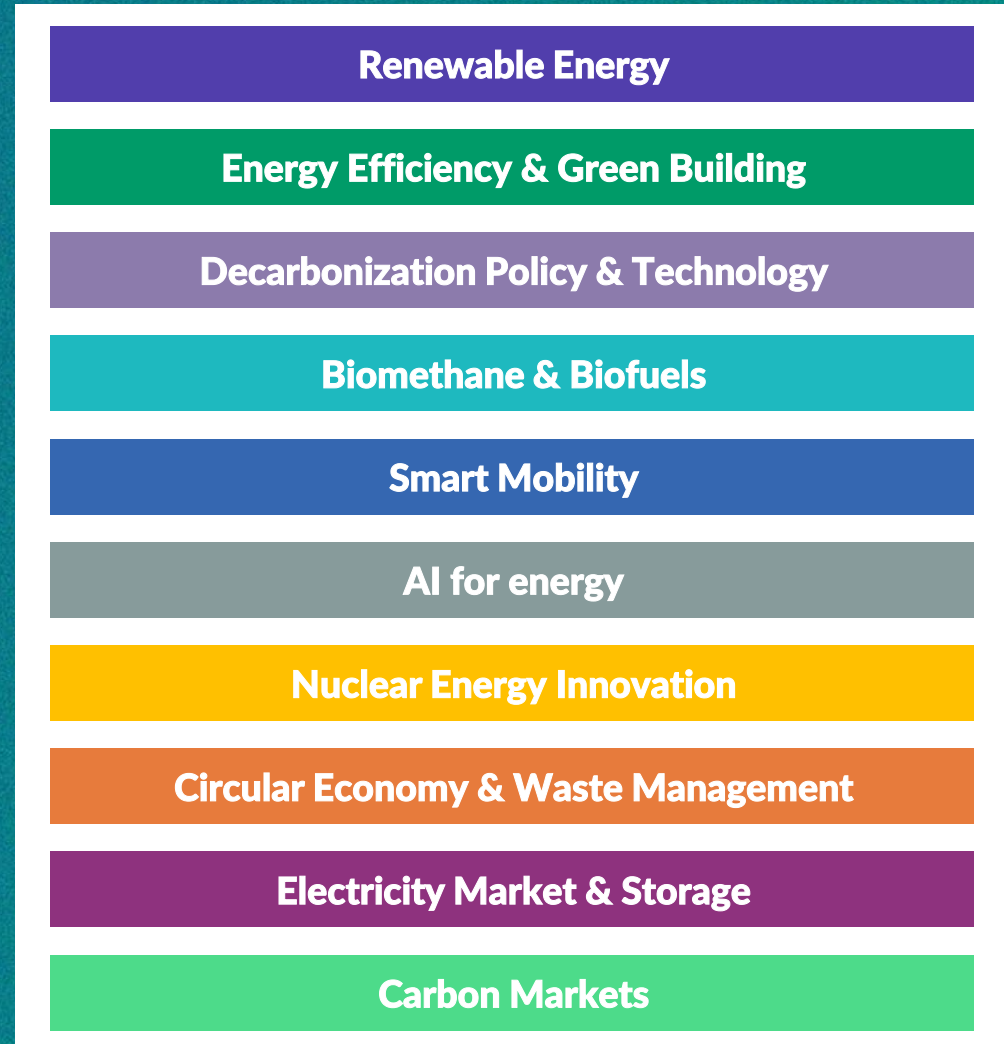 Renewable Energy
Energy Efficiency & Green Building
Decarbonization Policy & Technology
Biomethane & Biofuels
Smart Mobility
AI for energy
Nuclear Energy Innovation
Circular Economy & Waste Management
Electricity Market & Storage
Carbon Markets